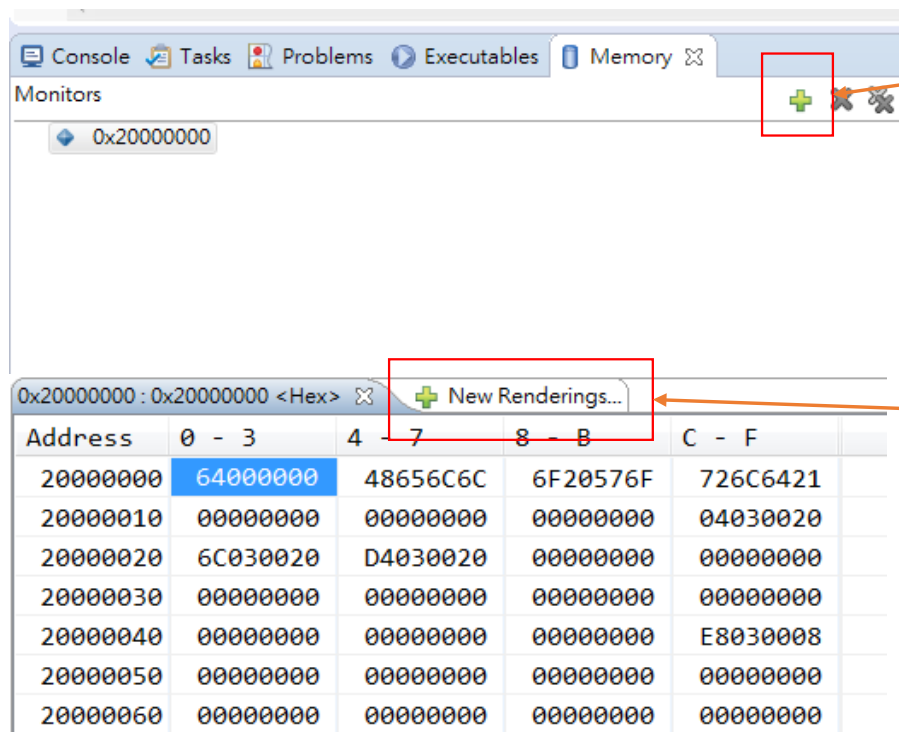 Console Tasks Problems Executables Memory
Monitors
0x20000000
0x20000000 : 0x20000000 <Hex> New Renderings...
Address 0 - 3 4 - 7 8 - B C - F
20000000 64000000 48656C6C 6F20576F 726C6421
20000010 00000000 00000000 00000000 04030020
20000020 6C030020 D4030020 00000000 00000000
20000030 00000000 00000000 00000000 00000000
20000040 00000000 00000000 00000000 E8030008
20000050 00000000 00000000 00000000 00000000
20000060 00000000 00000000 00000000 00000000